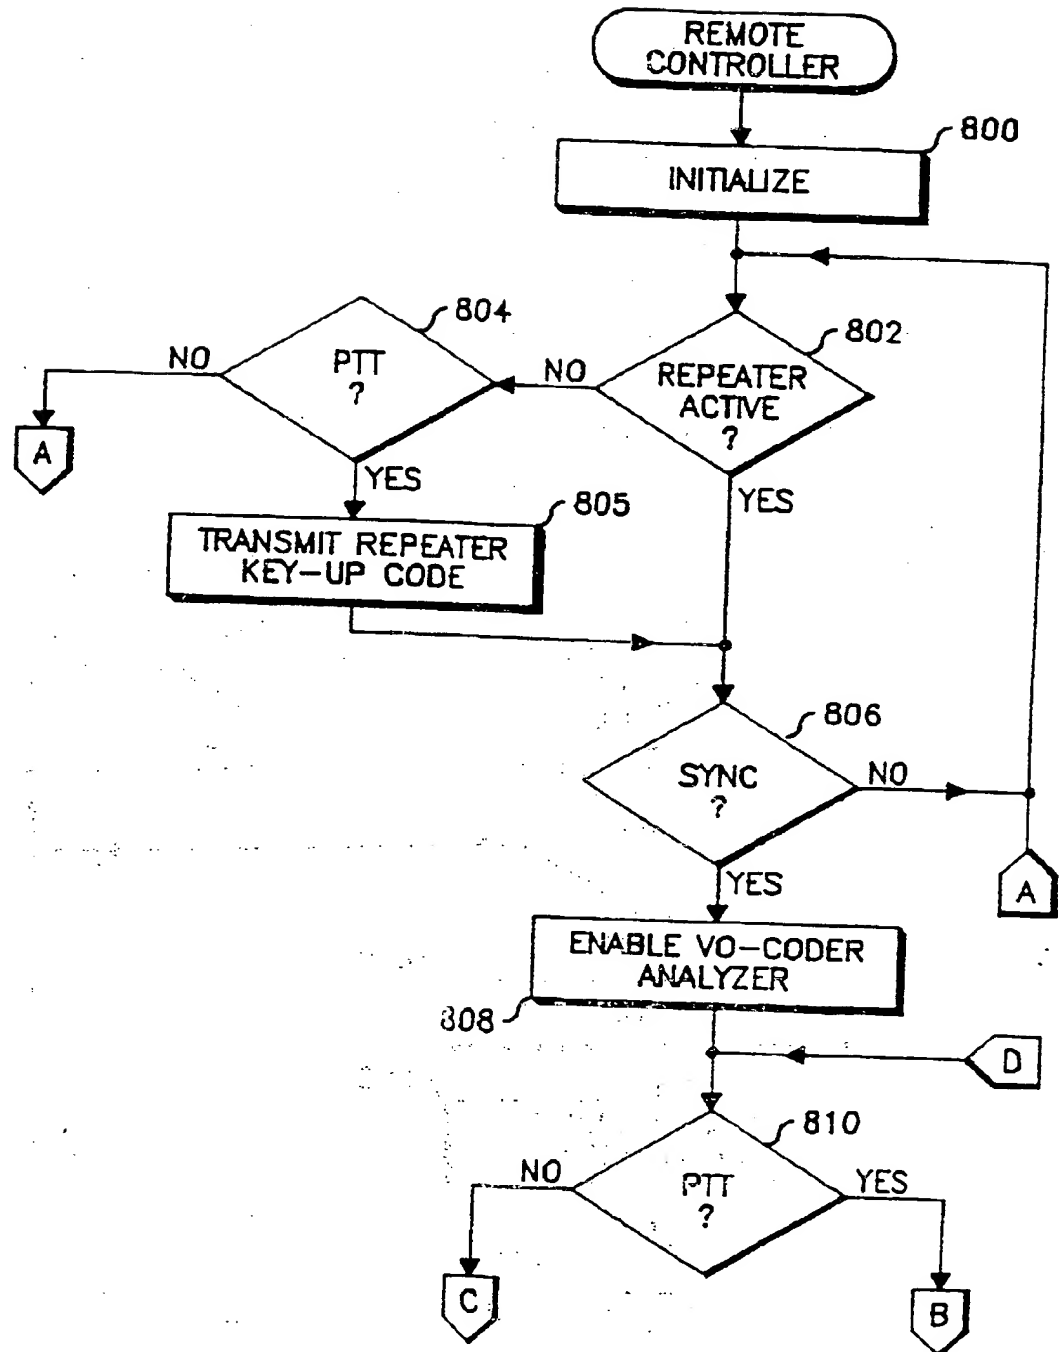 REMOTE
CONTROLLER
800
INITIALIZE
804
802
NO
PTT
?
NO
REPEATER
ACTIVE
?
A
YES
YES
805
TRANSMIT REPEATER
KEY-UP CODE
806
SYNC
?
NO
YES
A
ENABLE VO-CODER
ANALYZER
808
D
810
NO
PTT
?
YES
C
B